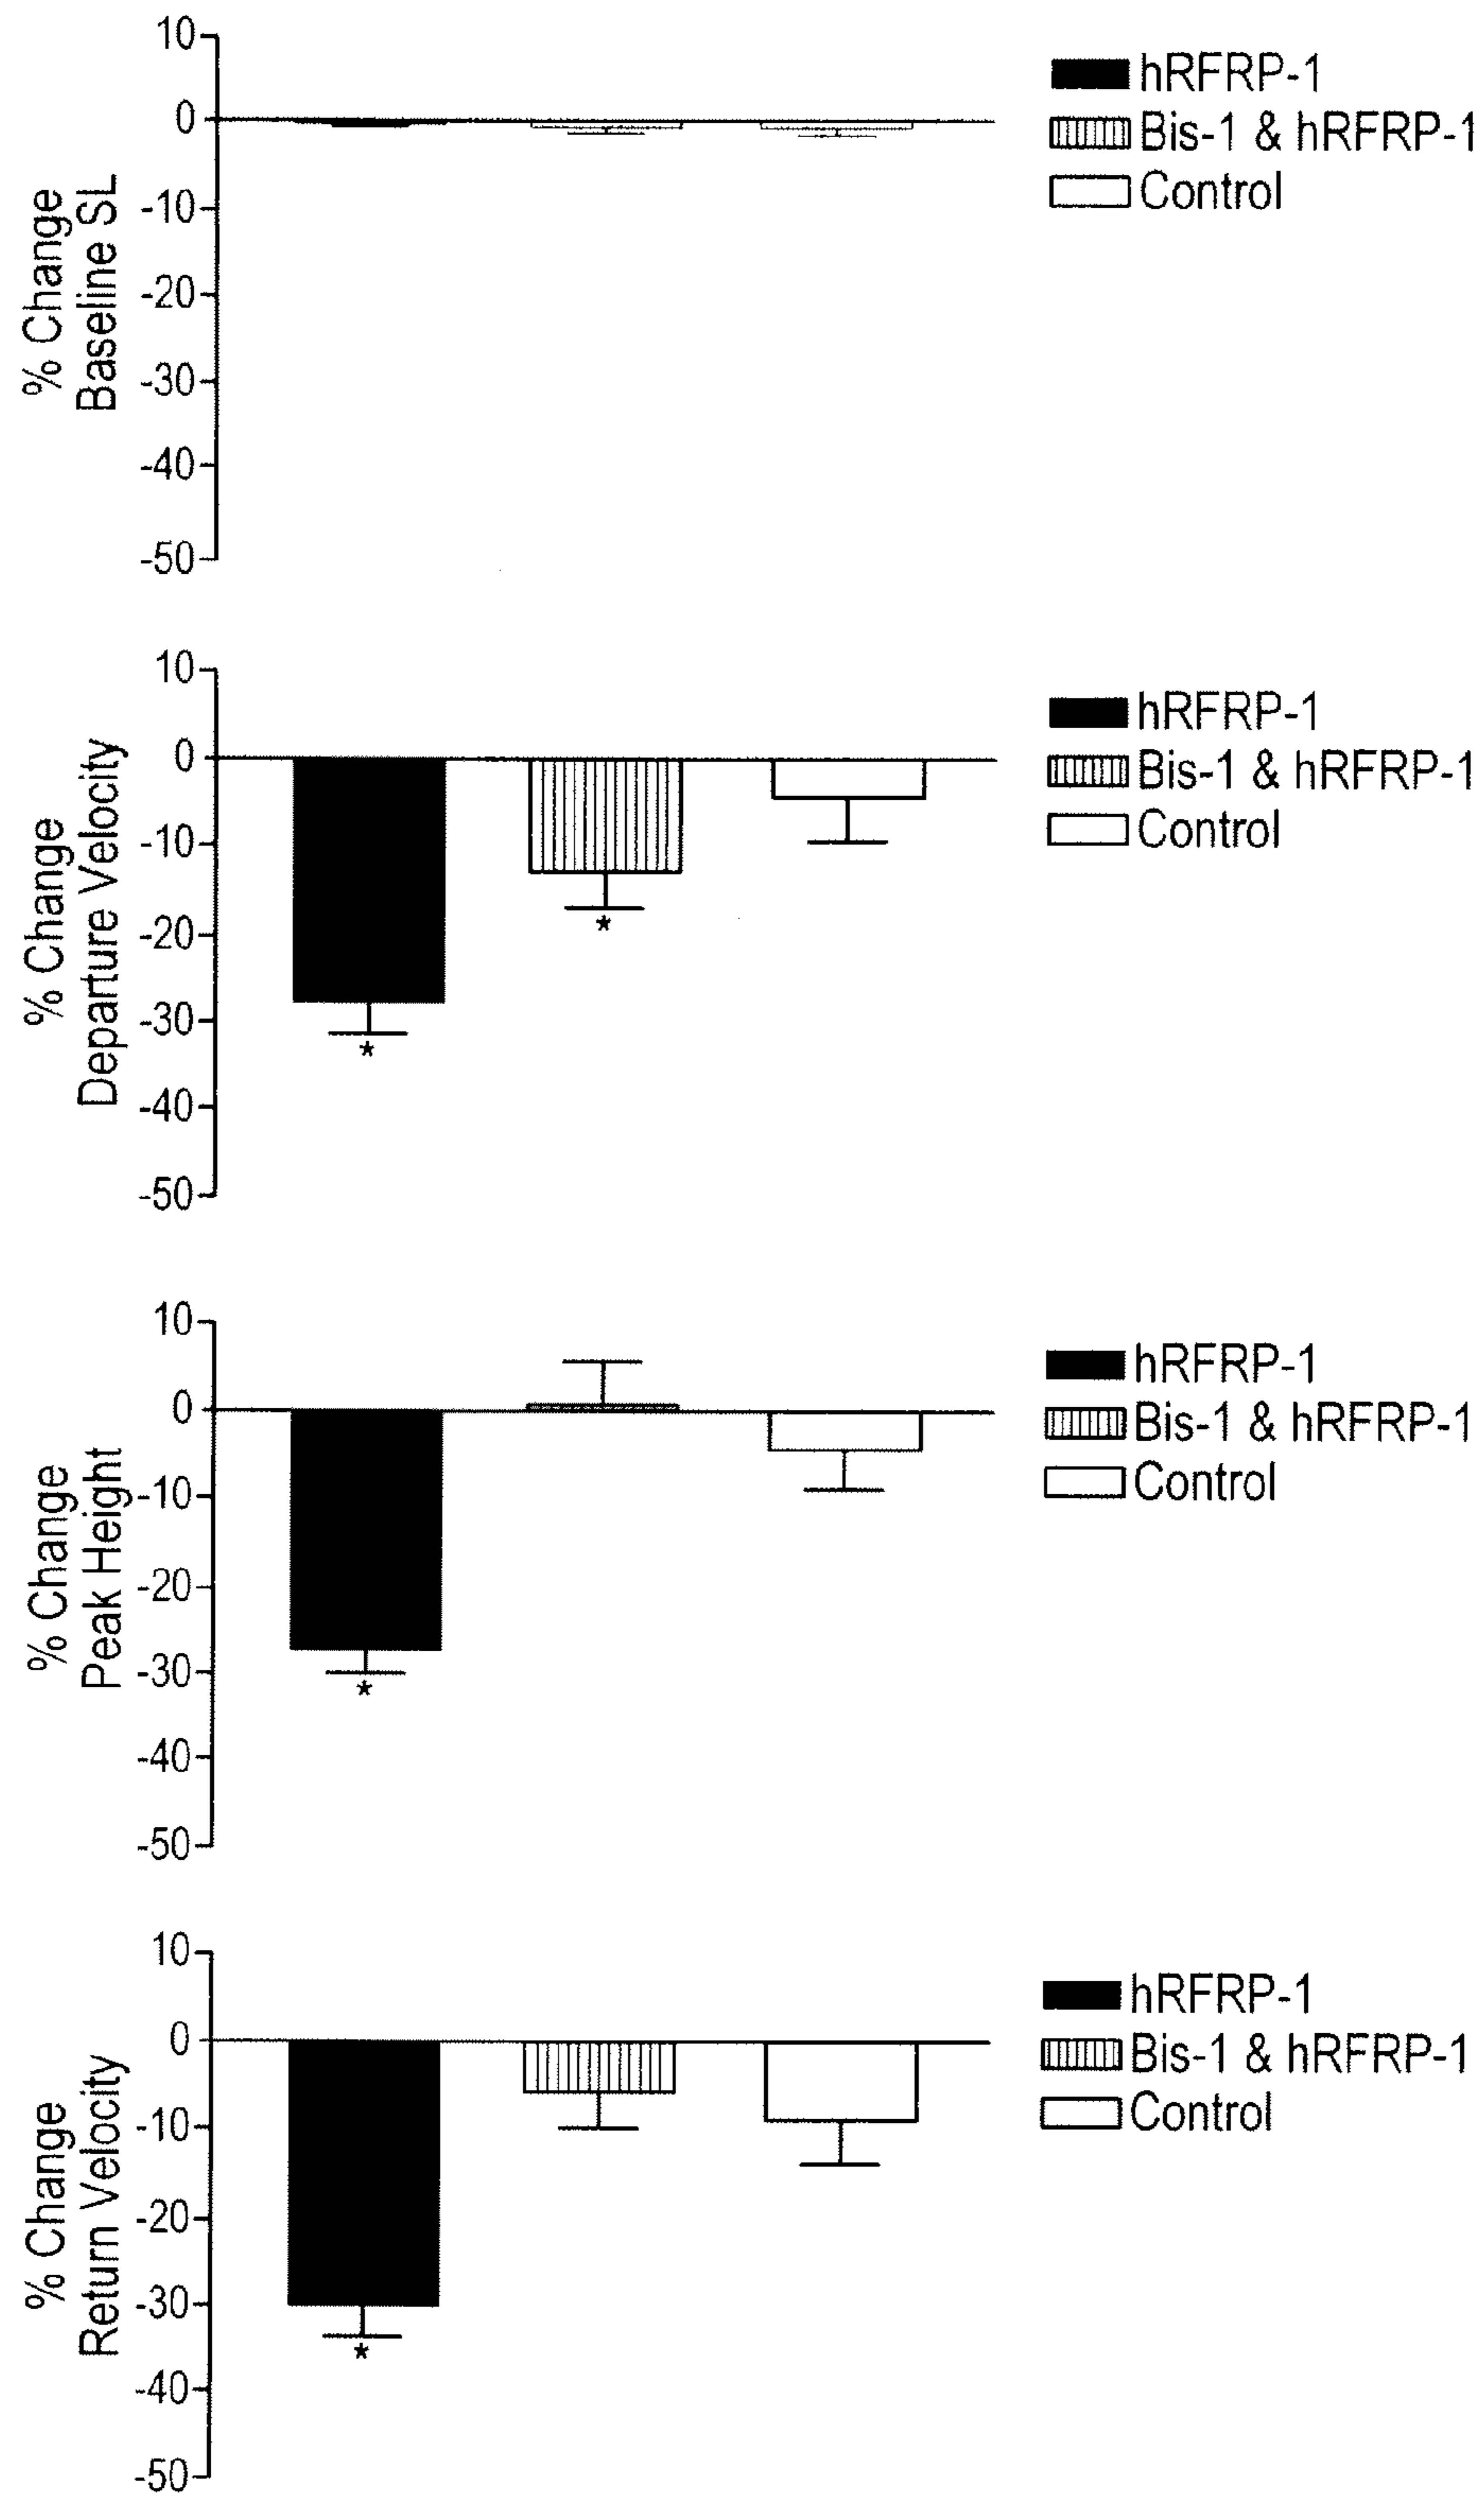 10
0
-10
-20
-30
-40
-50
% Change
Baseline SL
hRFRP-1
Bis-1 & hRFRP-1
Control
10
0
-10
-20
-30
-40
-50
% Change
Departure Velocity
*
*
hRFRP-1
Bis-1 & hRFRP-1
Control
10
0
-10
-20
-30
-40
-50
% Change
Peak Height
*
hRFRP-1
Bis-1 & hRFRP-1
Control
10
0
-10
-20
-30
-40
-50
% Change
Return Velocity
*
hRFRP-1
Bis-1 & hRFRP-1
Control